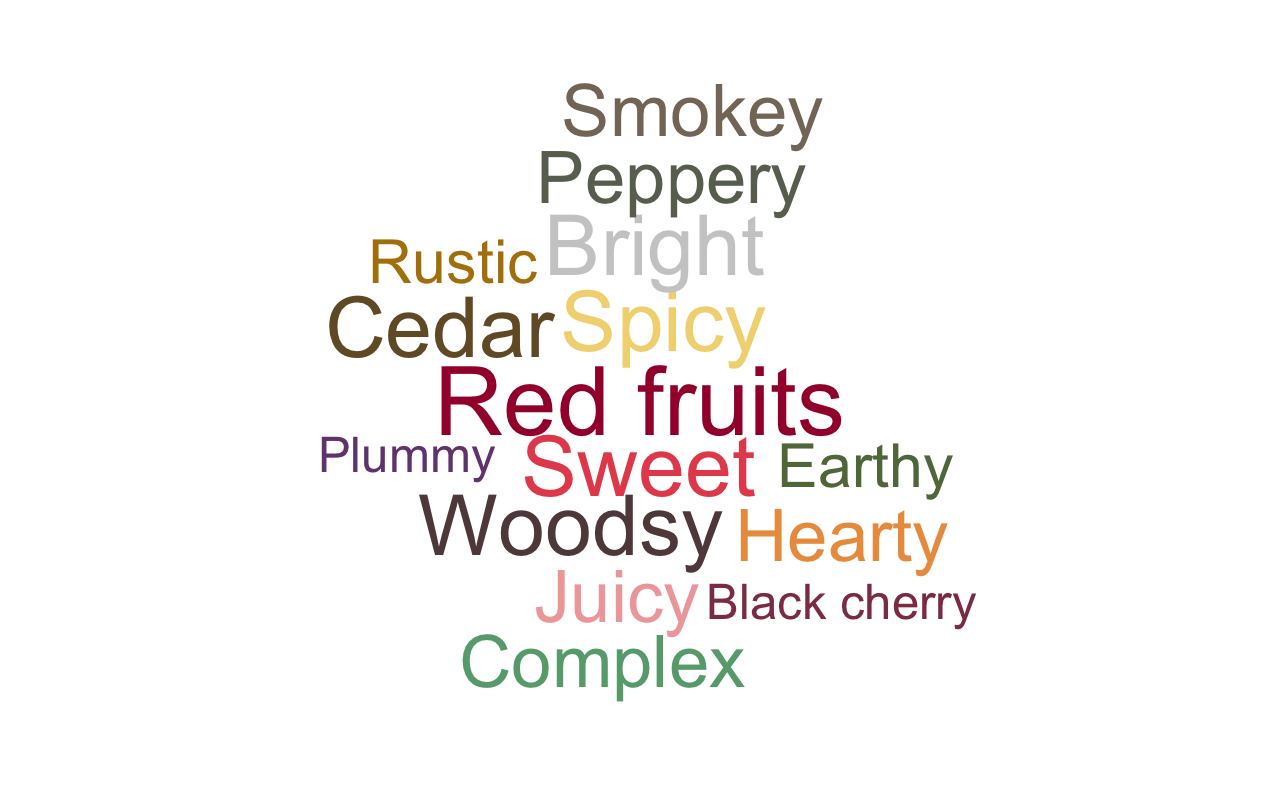 Smokey
Peppery
Bright
Rustic
Cedar
Spicy
Red fruits
Plummy
Sweet
Earthy
Woodsy
Hearty
Juicy
Black cherry
Complex